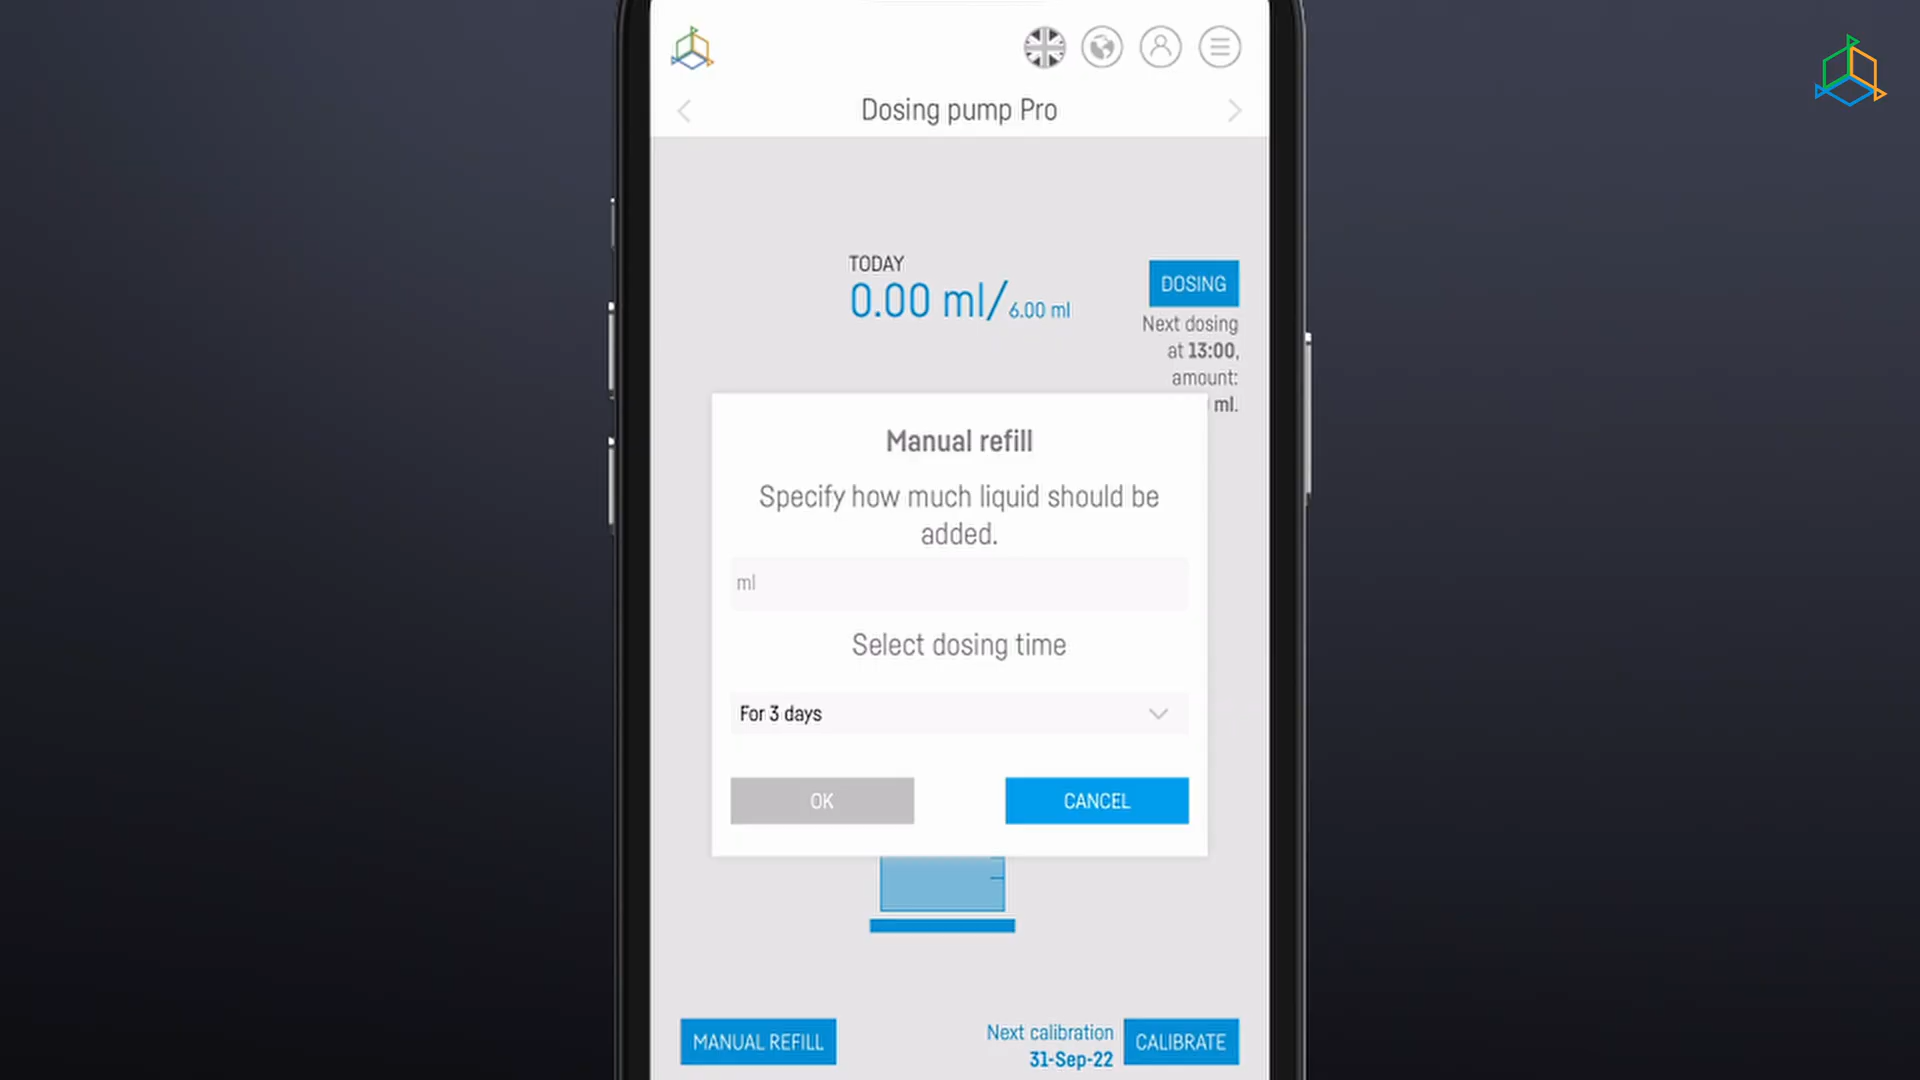 Dosing pump Pro
TODAY
0.00 ml/6.00 ml
DOSING
Next dosing
at 13:00,
amount:
ml.
Manual refill
Specify how much liquid should be
added.
ml
Select dosing time
For 3 days
OK
CANCEL
MANUAL REFILL
Next calibration
31-Sep-22
CALIBRATE